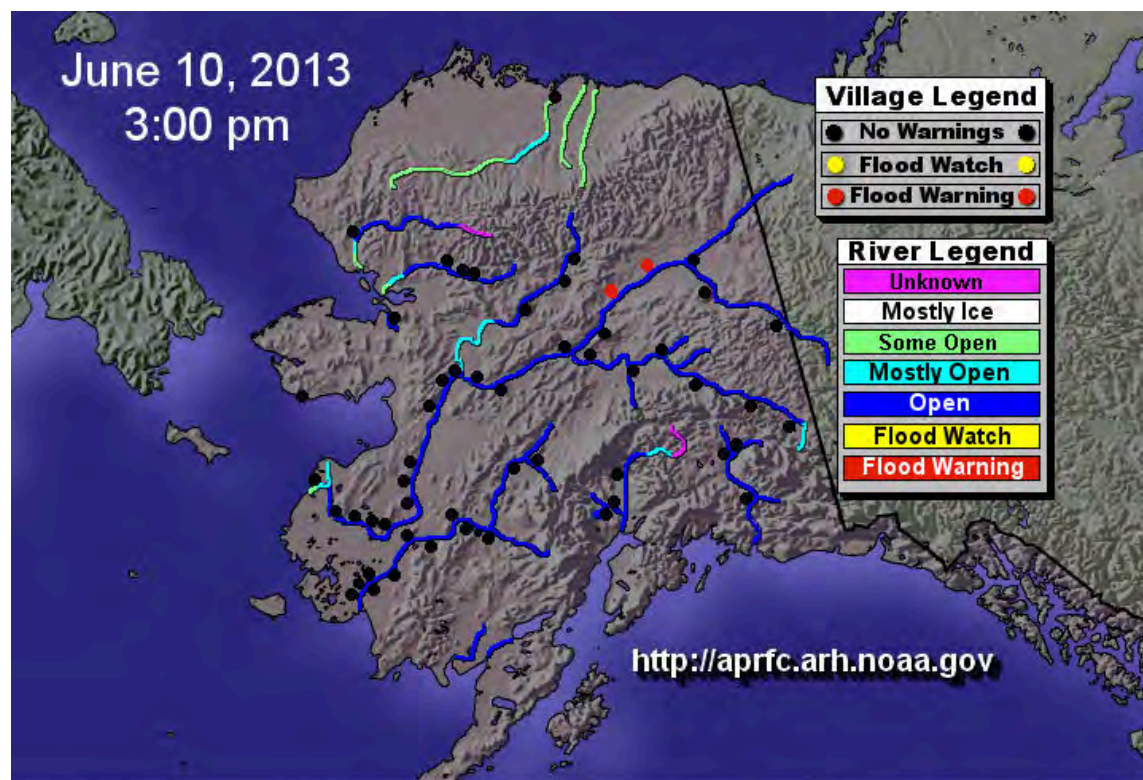 June 10, 2013
3:00 pm
Village Legend
No Warnings
Flood Watch
Flood Warning
River Legend
Unknown
Mostly Ice
Some Open
Mostly Open
Open
Flood Watch
Flood Warning
http://aprfc.arh.noaa.gov